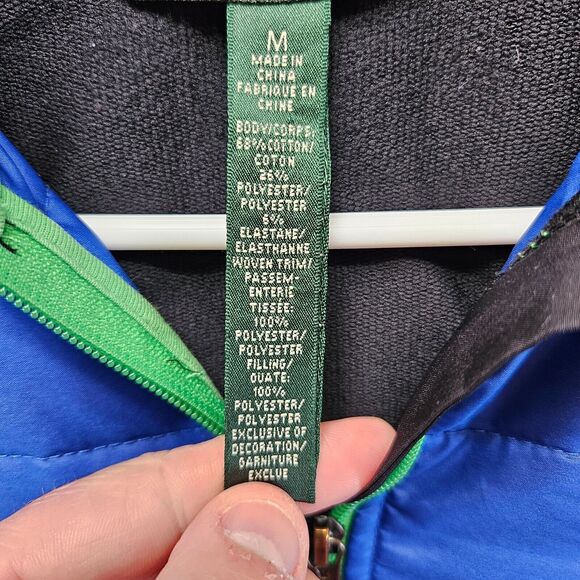 M
MADE IN
CHINA
FABRIQUE EN
CHINE
BODY/CORPS:
68% COTTON/
COTON
26%
POLYESTER/
POLYESTER
6%
ELASTANE/
ELASTHANNE
WOVEN TRIM/
PASSEM-
ENTERIE
TISSÉE:
100%
POLYESTER/
POLYESTER
FILLING/
OUATE:
100%
POLYESTER/
POLYESTER
EXCLUSIVE OF
DECORATION/
GARNITURE
EXCLUE